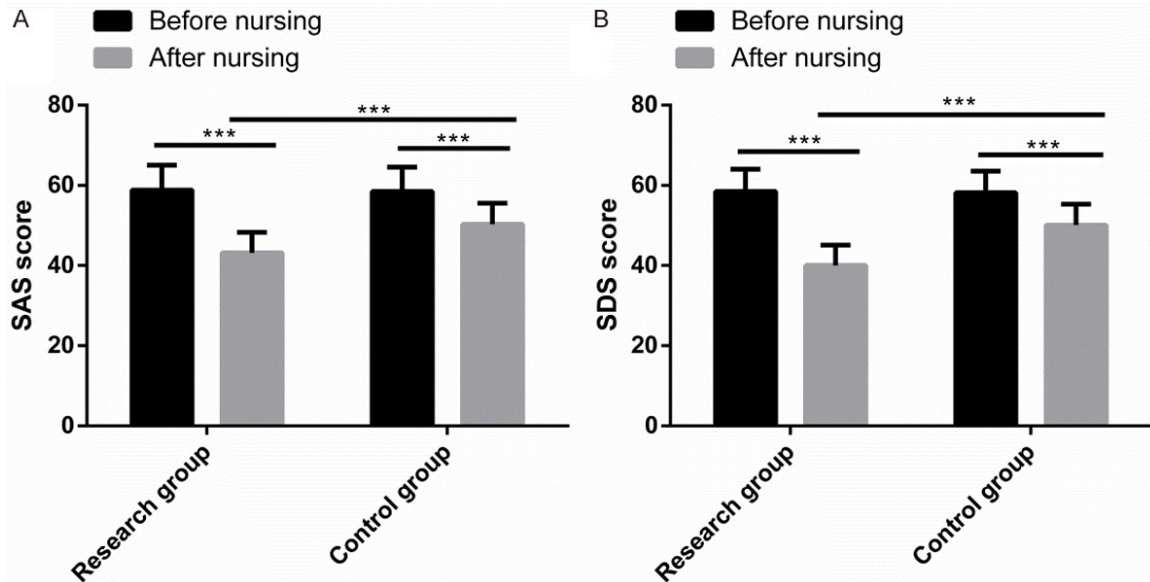 A
Before nursing
After nursing
SAS score
80
60
40
20
0
***
***
***
Research group
Control group
B
Before nursing
After nursing
SDS score
80
60
40
20
0
***
***
***
Research group
Control group